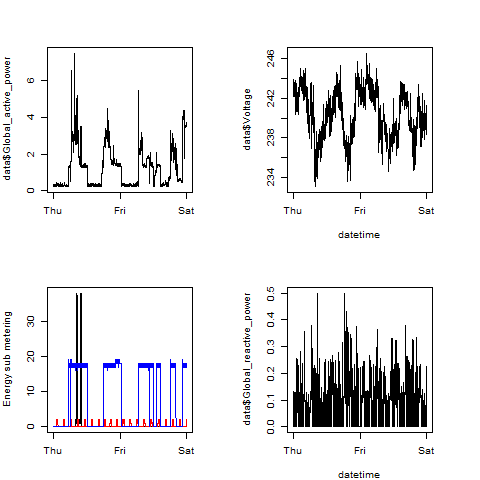 data$Global_active_power
6
4
2
0
Thu Fri Sat
data$Voltage
246
242
238
234
Thu Fri Sat
datetime
Energy sub metering
30
20
10
0
Thu Fri Sat
data$Global_reactive_power
0.5
0.4
0.3
0.2
0.1
0.0
Thu Fri Sat
datetime